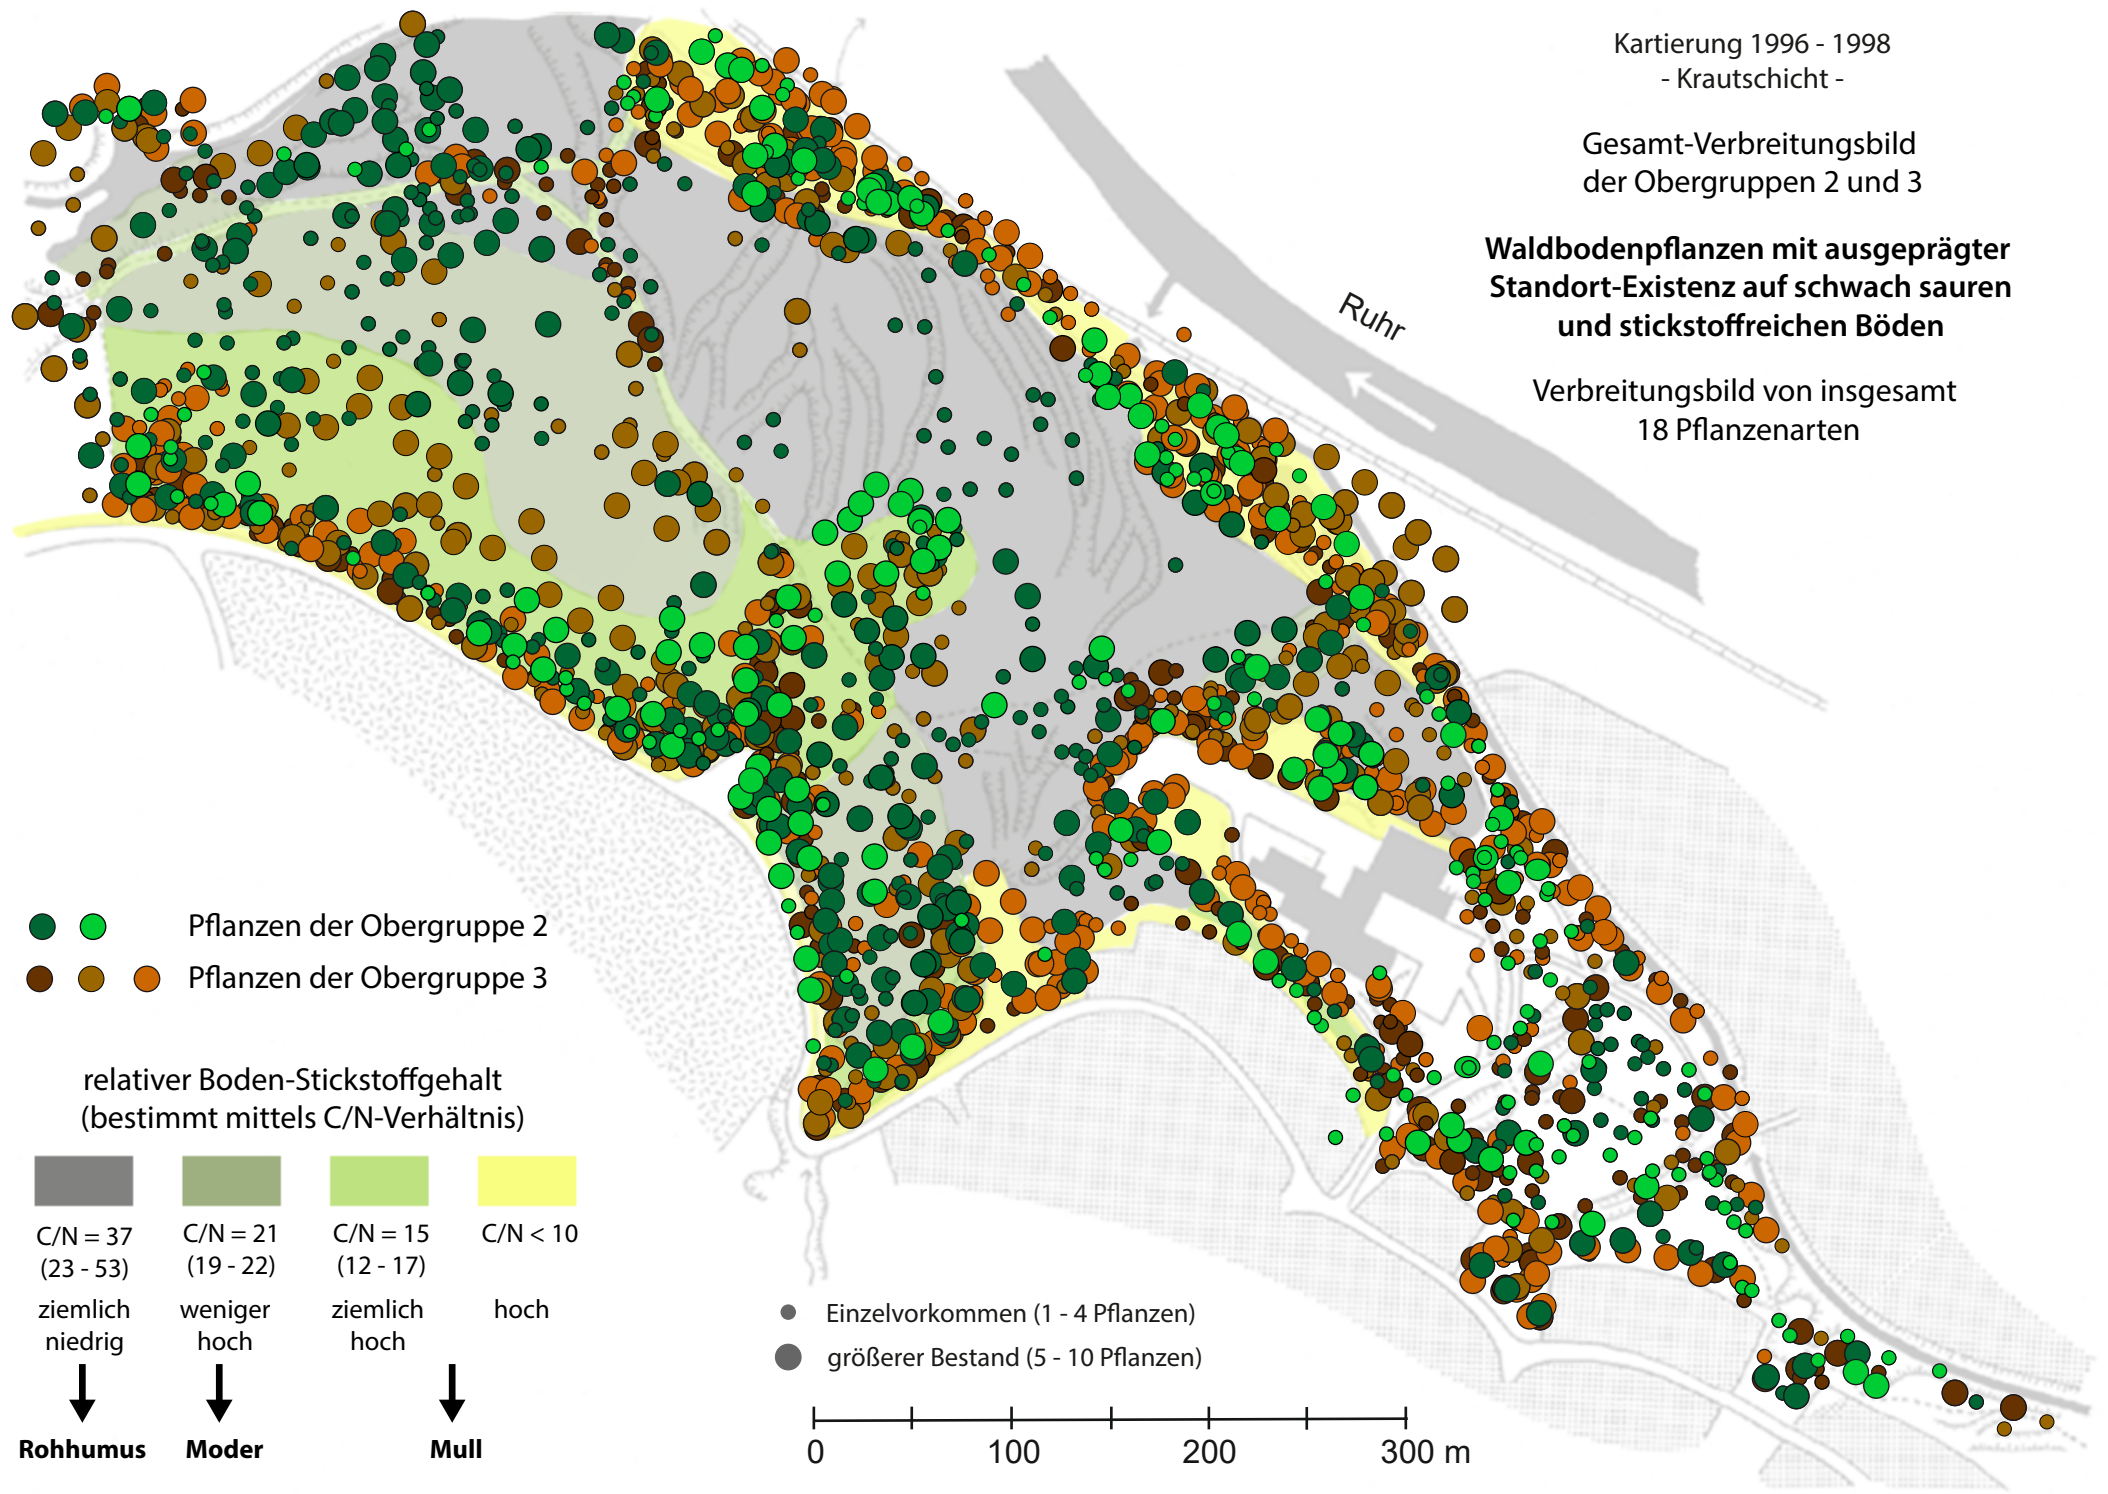 Kartierung 1996 - 1998
- Krautschicht -
Gesamt-Verbreitungsbild
der Obergruppen 2 und 3
Waldbodenpflanzen mit ausgeprägter
Standort-Existenz auf schwach sauren
und stickstoffreichen Böden
Verbreitungsbild von insgesamt
18 Pflanzenarten
Ruhr
Pflanzen der Obergruppe 2
Pflanzen der Obergruppe 3
relativer Boden-Stickstoffgehalt
(bestimmt mittels C/N-Verhältnis)
C/N = 37
(23 - 53)
ziemlich
niedrig
Rohhumus
C/N = 21
(19 - 22)
weniger
hoch
Moder
C/N = 15
(12 - 17)
ziemlich
hoch
C/N < 10
hoch
Mull
Einzelvorkommen (1 - 4 Pflanzen)
größerer Bestand (5 - 10 Pflanzen)
0 100 200 300 m